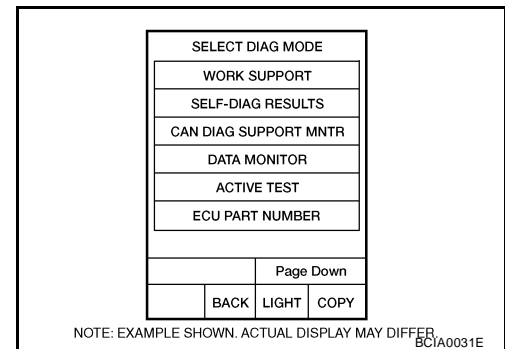 SELECT DIAG MODE
WORK SUPPORT
SELF-DIAG RESULTS
CAN DIAG SUPPORT MNTR
DATA MONITOR
ACTIVE TEST
ECU PART NUMBER
Page Down
BACK LIGHT COPY
NOTE: EXAMPLE SHOWN. ACTUAL DISPLAY MAY DIFFER.
BCIA0031E